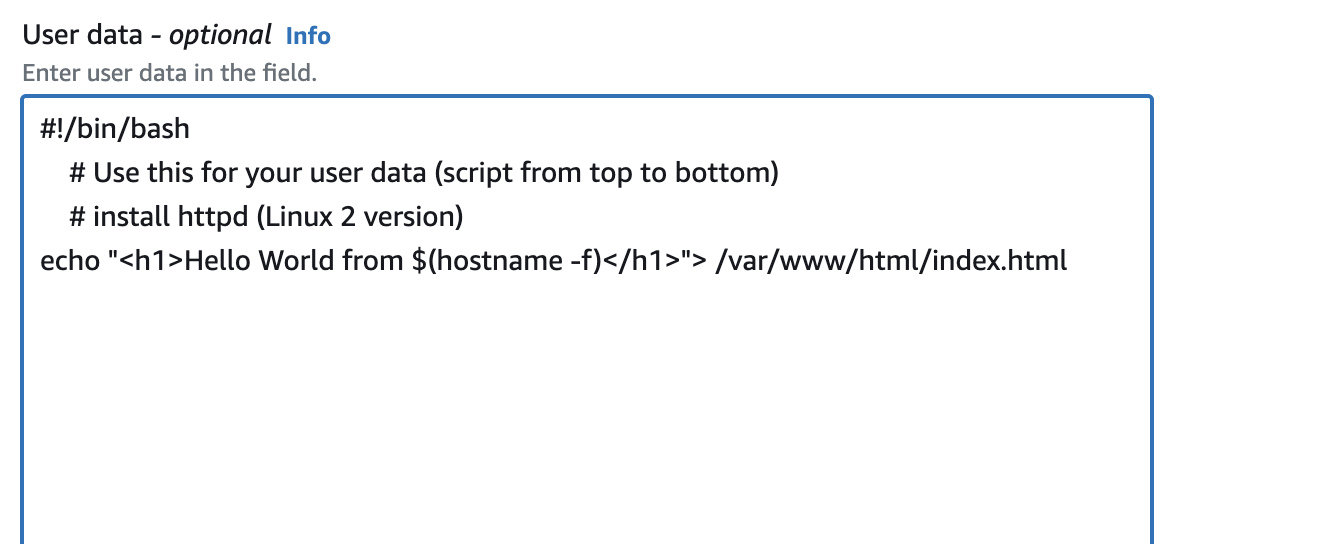 User data - optional Info
Enter user data in the field.
#!/bin/bash
# Use this for your user data (script from top to bottom)
# install httpd (Linux 2 version)
echo "<h1>Hello World from $(hostname -f)</h1>"> /var/www/html/index.html